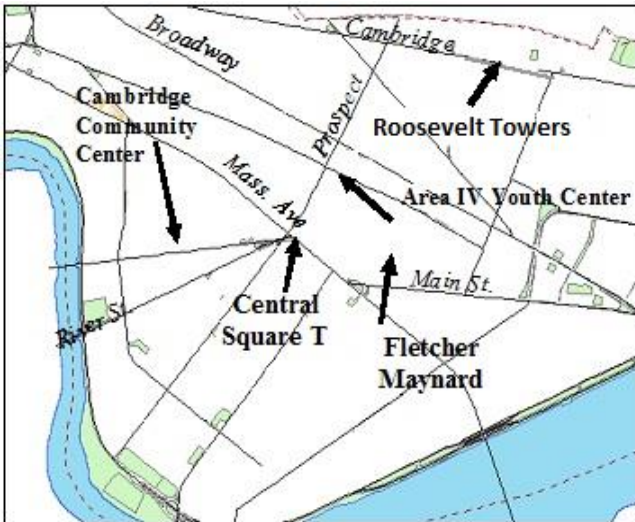 Broadway
Cambridge
Prospect
Roosevelt Towers
Cambridge
Community
Center
Mass. Ave
Area IV Youth Center
Main St.
Central
Square T
Fletcher
Maynard
River St.